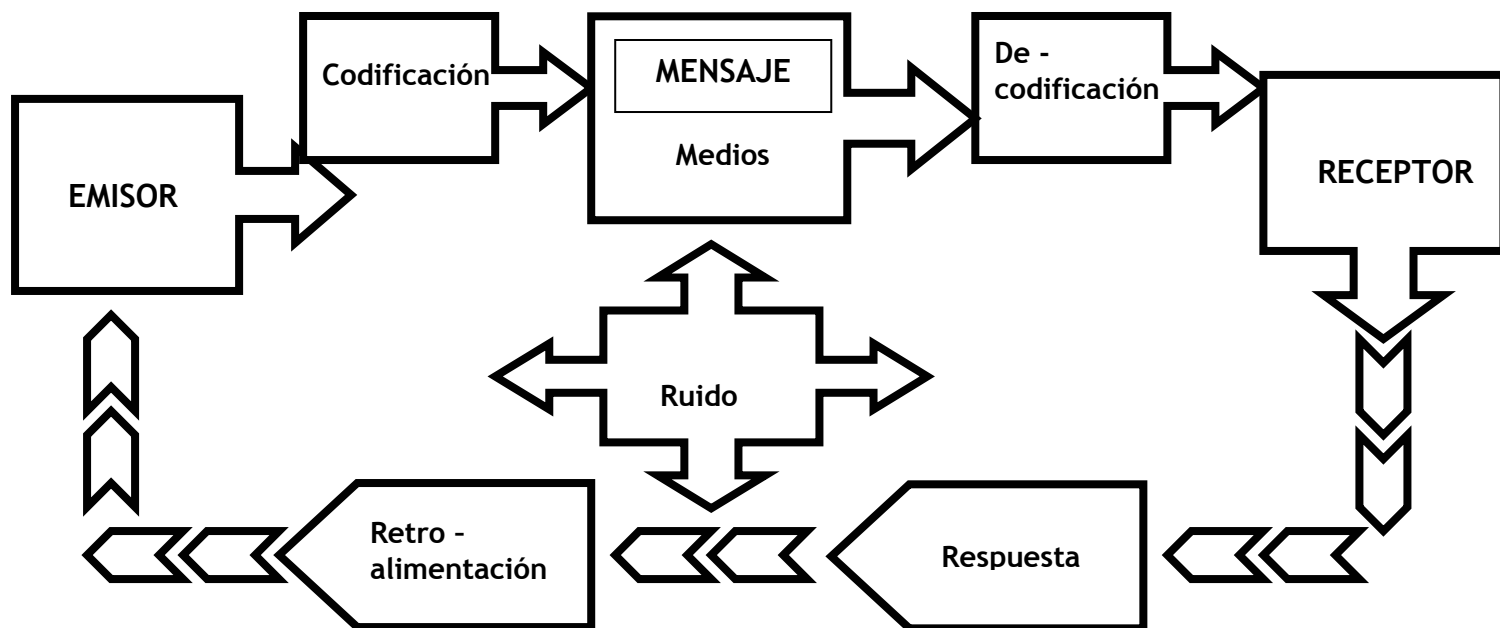 EMISOR
Codificación
MENSAJE
Medios
De -
codificación
RECEPTOR
Ruido
Respuesta
Retro –
alimentación